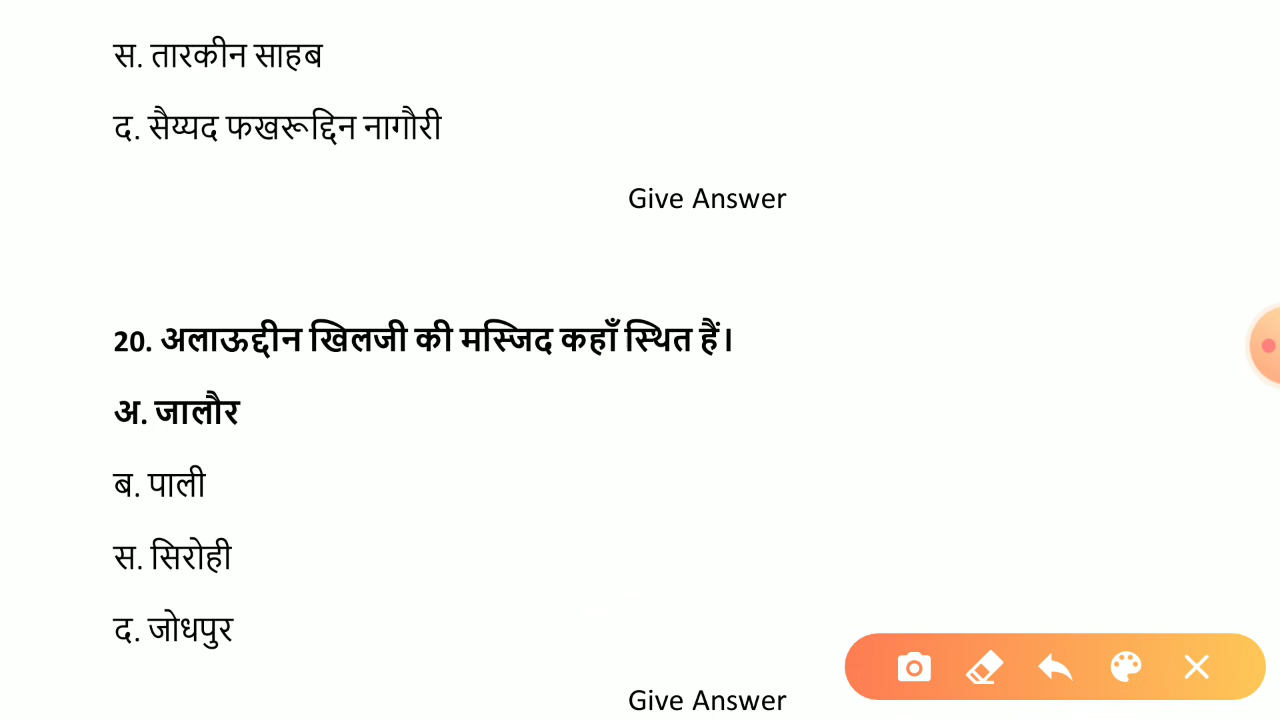 स. तारकीन साहब
द. सैय्यद फखरूद्दिन नागौरी
Give Answer
20. अलाऊद्दीन खिलजी की मस्जिद कहाँ स्थित हैं।
अ. जालौर
ब. पाली
स. सिरोही
द. जोधपुर
Give Answer